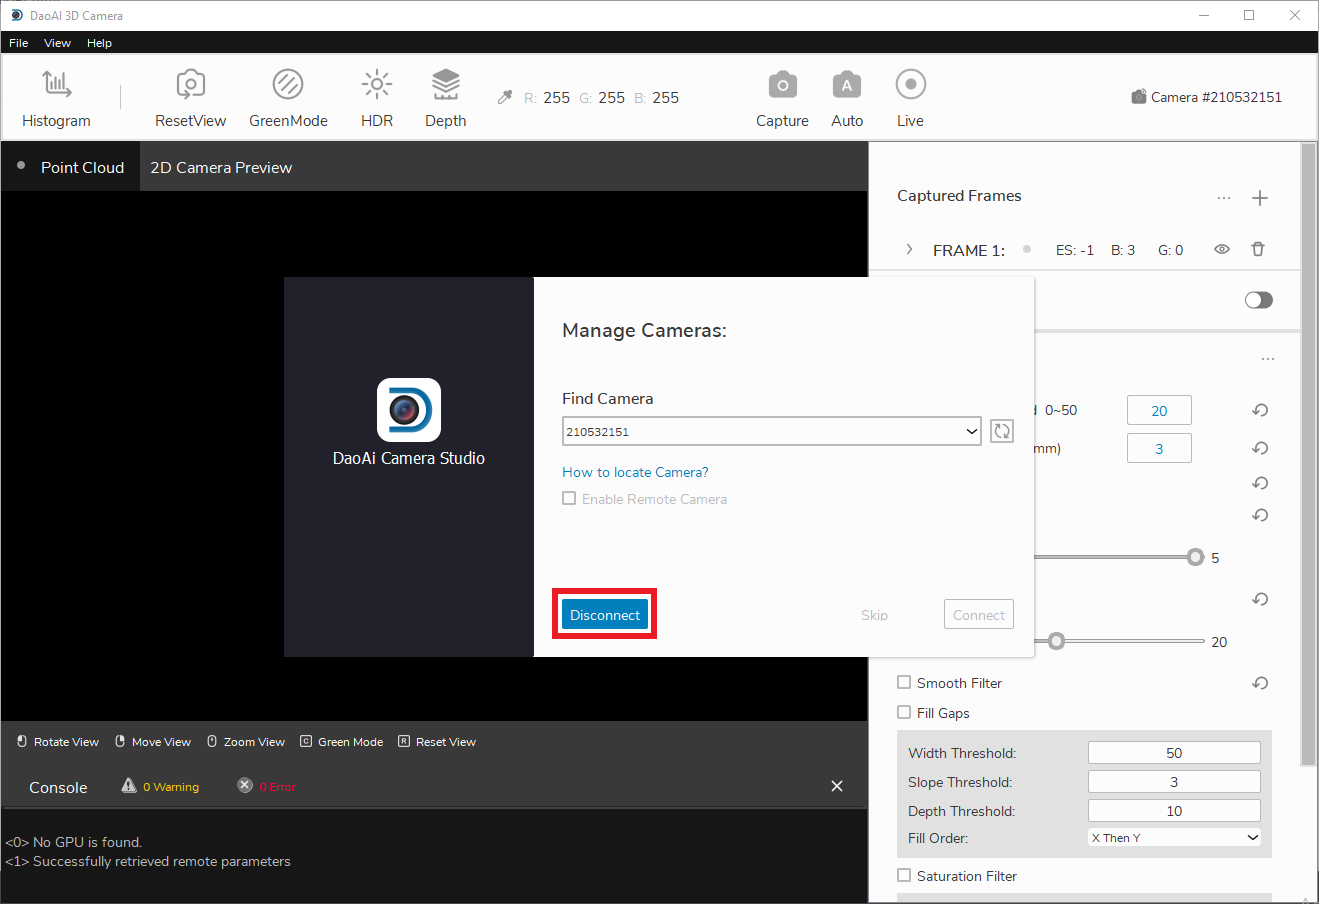 DaoAI 3D Camera
File View Help
Histogram ResetView GreenMode HDR Depth R: 255 G: 255 B: 255 Capture Auto Live Camera #210532151
Point Cloud 2D Camera Preview
Captured Frames
FRAME 1: ES: -1 B: 3 G: 0
Manage Cameras:
Find Camera
210532151
How to locate Camera?
Enable Remote Camera
Disconnect Skip Connect
DaoAi Camera Studio
0~50 20
mm) 3
5
20
Smooth Filter
Fill Gaps
Width Threshold: 50
Slope Threshold: 3
Depth Threshold: 10
Fill Order: X Then Y
Saturation Filter
Rotate View Move View Zoom View C Green Mode R Reset View
Console 0 Warning 0 Error
<0> No GPU is found.
<1> Successfully retrieved remote parameters